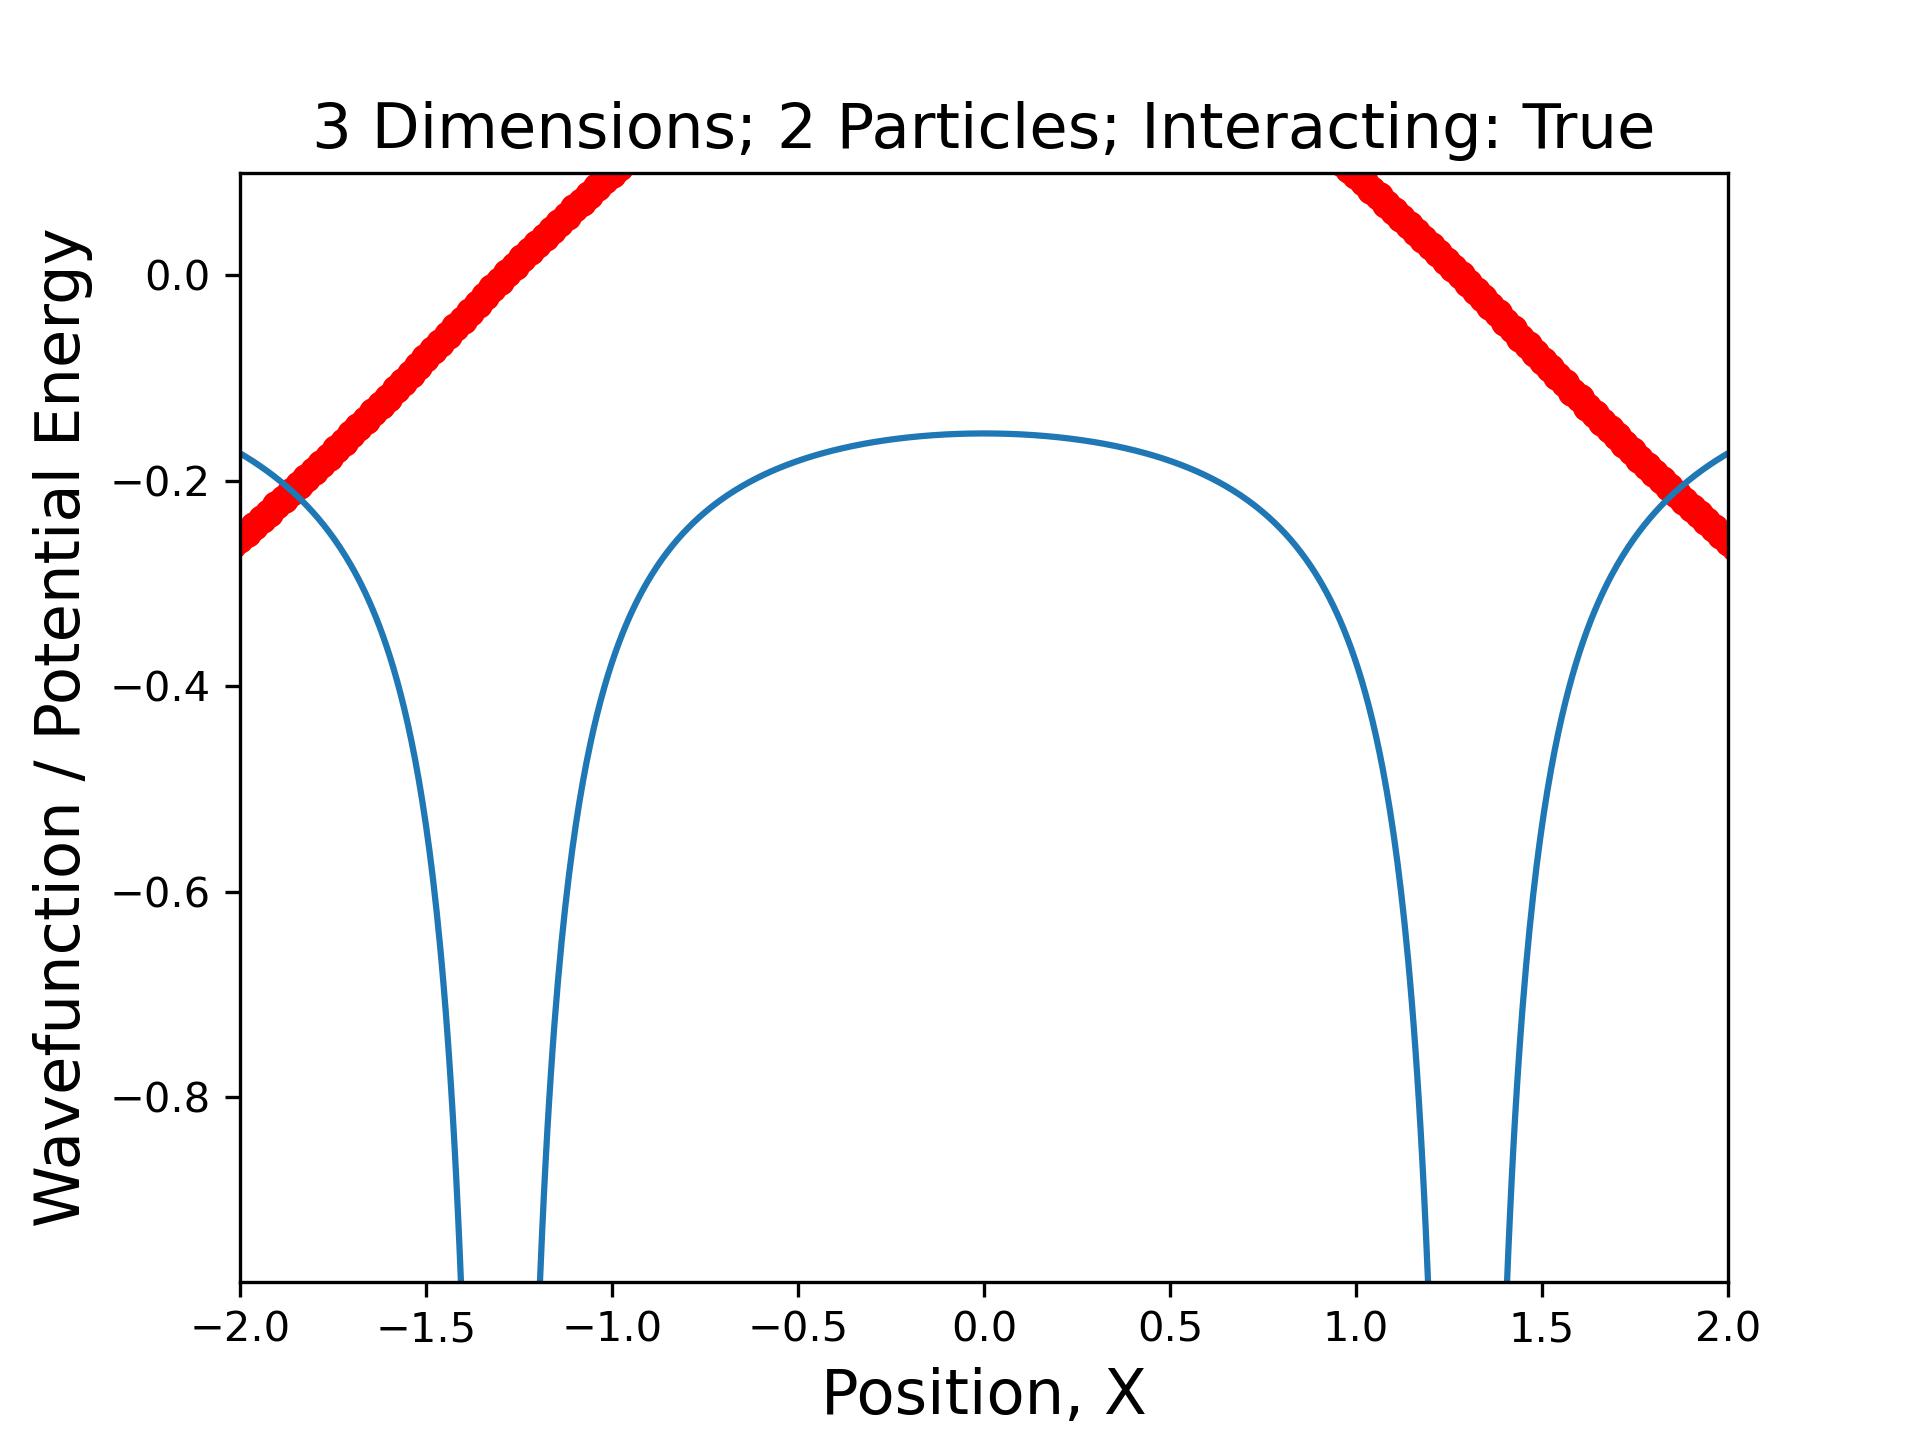 3 Dimensions; 2 Particles; Interacting: True
Wavefunction / Potential Energy
0.0
−0.2
−0.4
−0.6
−0.8
−2.0 −1.5 −1.0 −0.5 0.0 0.5 1.0 1.5 2.0
Position, X